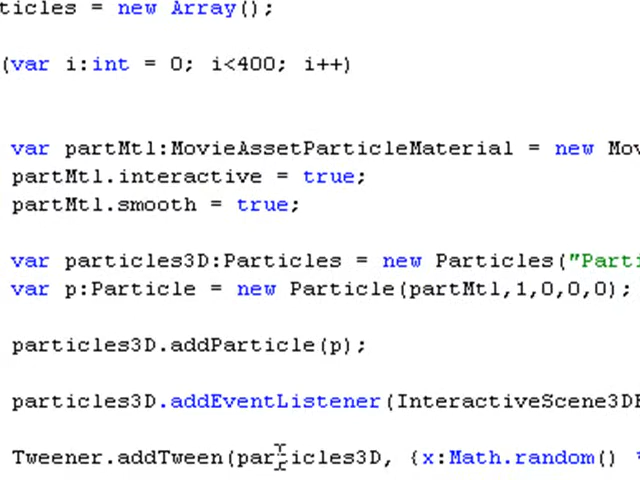 ticles = new Array();
(var i:int = 0; i<400; i++)
var partMtl:MovieAssetParticleMaterial = new Mov
partMtl.interactive = true;
partMtl.smooth = true;
var particles3D:Particles = new Particles("Parti
var p:Particle = new Particle(partMtl,1,0,0,0);
particles3D.addParticle(p);
particles3D.addEventListener(InteractiveScene3DE
Tweener.addTween(particles3D, {x:Math.random() *